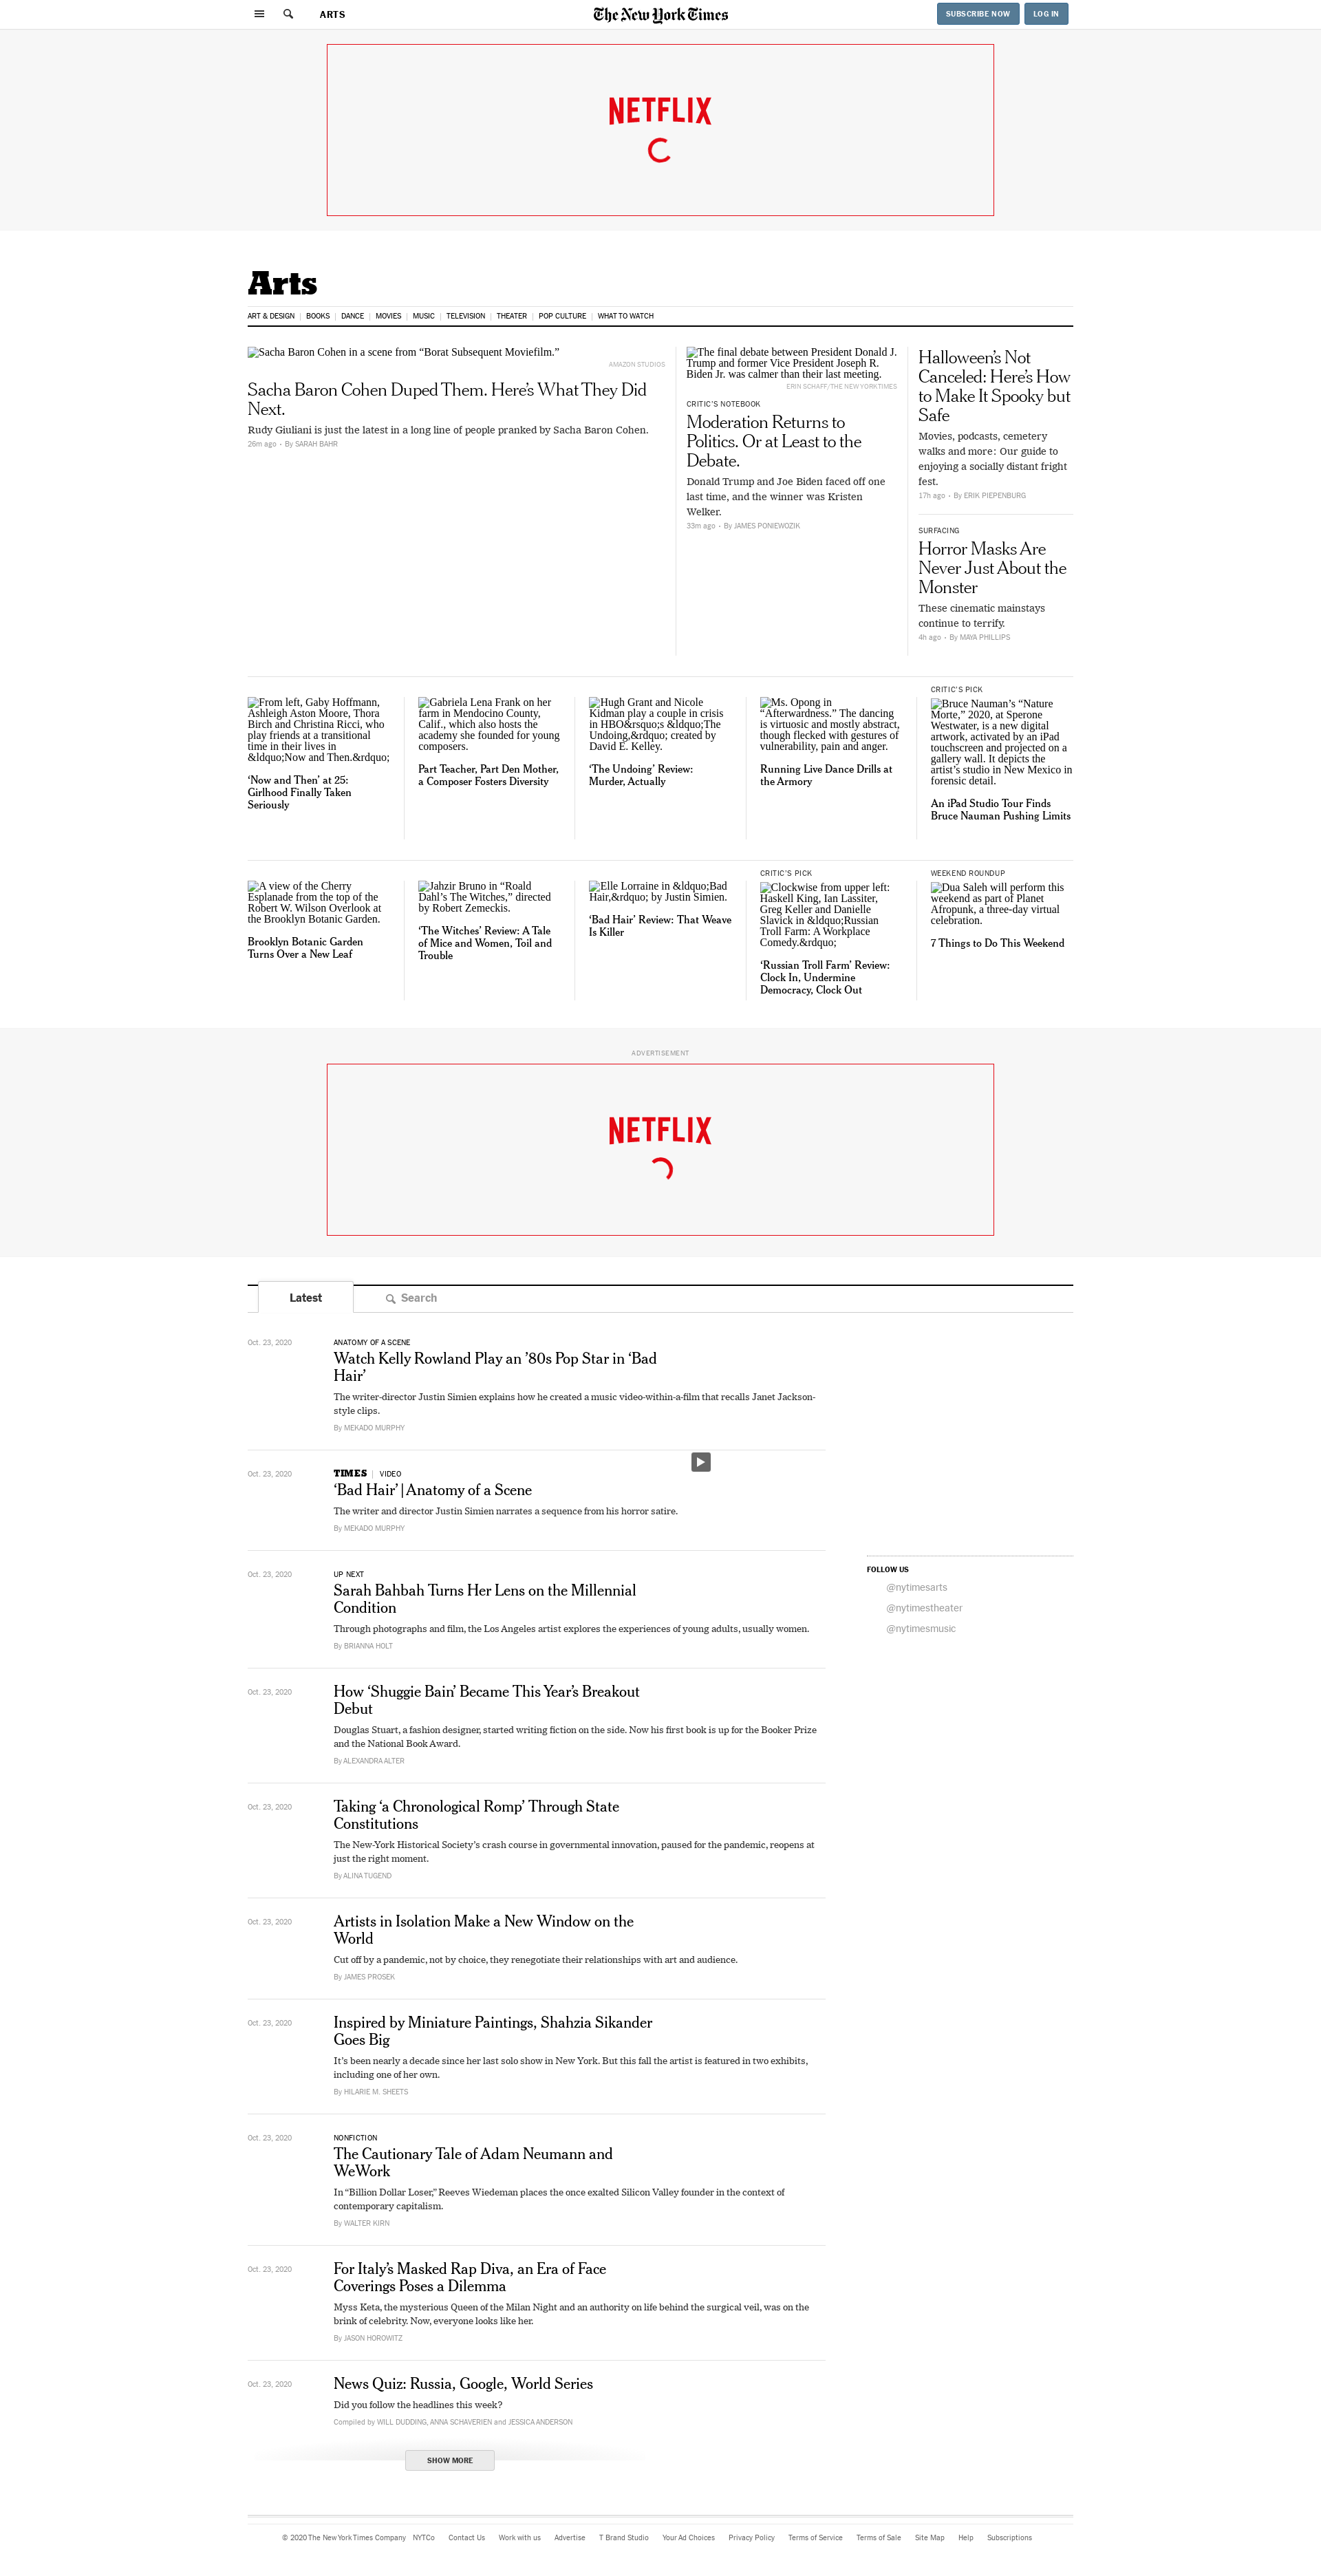 ARTS
The New York Times
SUBSCRIBE NOW
LOG IN
NETFLIX
Arts
ART & DESIGN | BOOKS | DANCE | MOVIES | MUSIC | TELEVISION | THEATER | POP CULTURE | WHAT TO WATCH
Sacha Baron Cohen in a scene from “Borat Subsequent Moviefilm.”
AMAZON STUDIOS
Sacha Baron Cohen Duped Them. Here’s What They Did
Next.
Rudy Giuliani is just the latest in a long line of people pranked by Sacha Baron Cohen.
26m ago · By SARAH BAHR
The final debate between President Donald J.
Trump and former Vice President Joseph R.
Biden Jr. was calmer than their last meeting.
ERIN SCHAFF/THE NEW YORK TIMES
CRITIC’S NOTEBOOK
Moderation Returns to
Politics. Or at Least to the
Debate.
Donald Trump and Joe Biden faced off one
last time, and the winner was Kristen
Welker.
33m ago · By JAMES PONIEWOZIK
Halloween’s Not
Canceled: Here’s How
to Make It Spooky but
Safe
Movies, podcasts, cemetery
walks and more: Our guide to
enjoying a socially distant fright
fest.
17h ago · By ERIK PIEPENBURG
SURFACING
Horror Masks Are
Never Just About the
Monster
These cinematic mainstays
continue to terrify.
4h ago · By MAYA PHILLIPS
From left, Gaby Hoffmann,
Ashleigh Aston Moore, Thora
Birch and Christina Ricci, who
play friends at a transitional
time in their lives in
&ldquo;Now and Then.&rdquo;
‘Now and Then’ at 25:
Girlhood Finally Taken
Seriously
Gabriela Lena Frank on her
farm in Mendocino County,
Calif., which also hosts the
academy she founded for young
composers.
Part Teacher, Part Den Mother,
a Composer Fosters Diversity
Hugh Grant and Nicole
Kidman play a couple in crisis
in HBO&rsquo;s &ldquo;The
Undoing,&rdquo; created by
David E. Kelley.
‘The Undoing’ Review:
Murder, Actually
Ms. Opong in
“Afterwardness.” The dancing
is virtuosic and mostly abstract,
though flecked with gestures of
vulnerability, pain and anger.
Running Live Dance Drills at
the Armory
CRITIC’S PICK
Bruce Nauman’s “Nature
Morte,” 2020, at Sperone
Westwater, is a new digital
artwork, activated by an iPad
touchscreen and projected on a
gallery wall. It depicts the
artist’s studio in New Mexico in
forensic detail.
An iPad Studio Tour Finds
Bruce Nauman Pushing Limits
A view of the Cherry
Esplanade from the top of the
Robert W. Wilson Overlook at
the Brooklyn Botanic Garden.
Brooklyn Botanic Garden
Turns Over a New Leaf
Jahzir Bruno in “Roald
Dahl’s The Witches,” directed
by Robert Zemeckis.
‘The Witches’ Review: A Tale
of Mice and Women, Toil and
Trouble
Elle Lorraine in &ldquo;Bad
Hair,&rdquo; by Justin Simien.
‘Bad Hair’ Review: That Weave
Is Killer
CRITIC’S PICK
Clockwise from upper left:
Haskell King, Ian Lassiter,
Greg Keller and Danielle
Slavick in &ldquo;Russian
Troll Farm: A Workplace
Comedy.&rdquo;
‘Russian Troll Farm’ Review:
Clock In, Undermine
Democracy, Clock Out
WEEKEND ROUNDUP
Dua Saleh will perform this
weekend as part of Planet
Afropunk, a three-day virtual
celebration.
7 Things to Do This Weekend
ADVERTISEMENT
NETFLIX
Latest
Search
Oct. 23, 2020
ANATOMY OF A SCENE
Watch Kelly Rowland Play an ’80s Pop Star in ‘Bad
Hair’
The writer-director Justin Simien explains how he created a music video-within-a-film that recalls Janet Jackson-
style clips.
By MEKADO MURPHY
Oct. 23, 2020
TIMES | VIDEO
‘Bad Hair’ | Anatomy of a Scene
The writer and director Justin Simien narrates a sequence from his horror satire.
By MEKADO MURPHY
Oct. 23, 2020
UP NEXT
Sarah Bahbah Turns Her Lens on the Millennial
Condition
Through photographs and film, the Los Angeles artist explores the experiences of young adults, usually women.
By BRIANNA HOLT
FOLLOW US
@nytimesarts
@nytimestheater
@nytimesmusic
Oct. 23, 2020
How ‘Shuggie Bain’ Became This Year’s Breakout
Debut
Douglas Stuart, a fashion designer, started writing fiction on the side. Now his first book is up for the Booker Prize
and the National Book Award.
By ALEXANDRA ALTER
Oct. 23, 2020
Taking ‘a Chronological Romp’ Through State
Constitutions
The New-York Historical Society’s crash course in governmental innovation, paused for the pandemic, reopens at
just the right moment.
By ALINA TUGEND
Oct. 23, 2020
Artists in Isolation Make a New Window on the
World
Cut off by a pandemic, not by choice, they renegotiate their relationships with art and audience.
By JAMES PROSEK
Oct. 23, 2020
Inspired by Miniature Paintings, Shahzia Sikander
Goes Big
It’s been nearly a decade since her last solo show in New York. But this fall the artist is featured in two exhibits,
including one of her own.
By HILARIE M. SHEETS
Oct. 23, 2020
NONFICTION
The Cautionary Tale of Adam Neumann and
WeWork
In “Billion Dollar Loser,” Reeves Wiedeman places the once exalted Silicon Valley founder in the context of
contemporary capitalism.
By WALTER KIRN
Oct. 23, 2020
For Italy’s Masked Rap Diva, an Era of Face
Coverings Poses a Dilemma
Myss Keta, the mysterious Queen of the Milan Night and an authority on life behind the surgical veil, was on the
brink of celebrity. Now, everyone looks like her.
By JASON HOROWITZ
Oct. 23, 2020
News Quiz: Russia, Google, World Series
Did you follow the headlines this week?
Compiled by WILL DUDDING, ANNA SCHAVERIEN and JESSICA ANDERSON
SHOW MORE
© 2020 The New York Times Company NYTCo Contact Us Work with us Advertise T Brand Studio Your Ad Choices Privacy Policy Terms of Service Terms of Sale Site Map Help Subscriptions